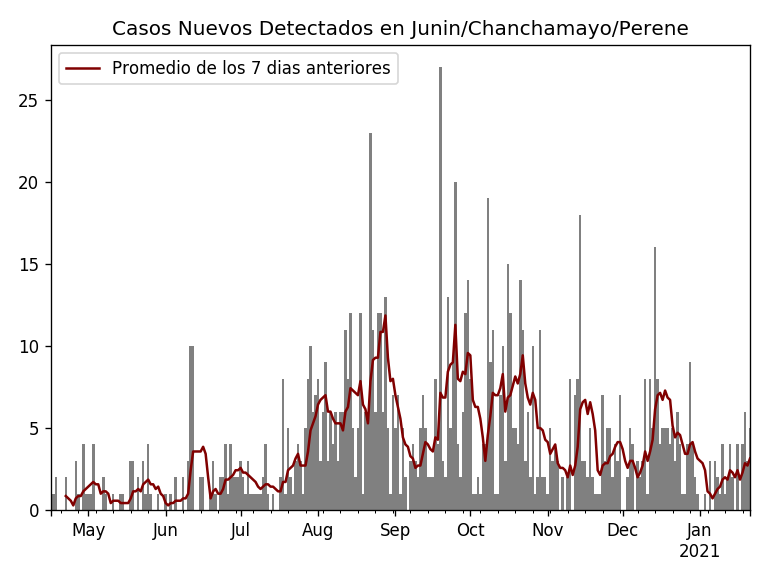 Casos Nuevos Detectados en Junin/Chanchamayo/Perene
Promedio de los 7 dias anteriores
25
20
15
10
5
0
May Jun Jul Aug Sep Oct Nov Dec Jan
2021